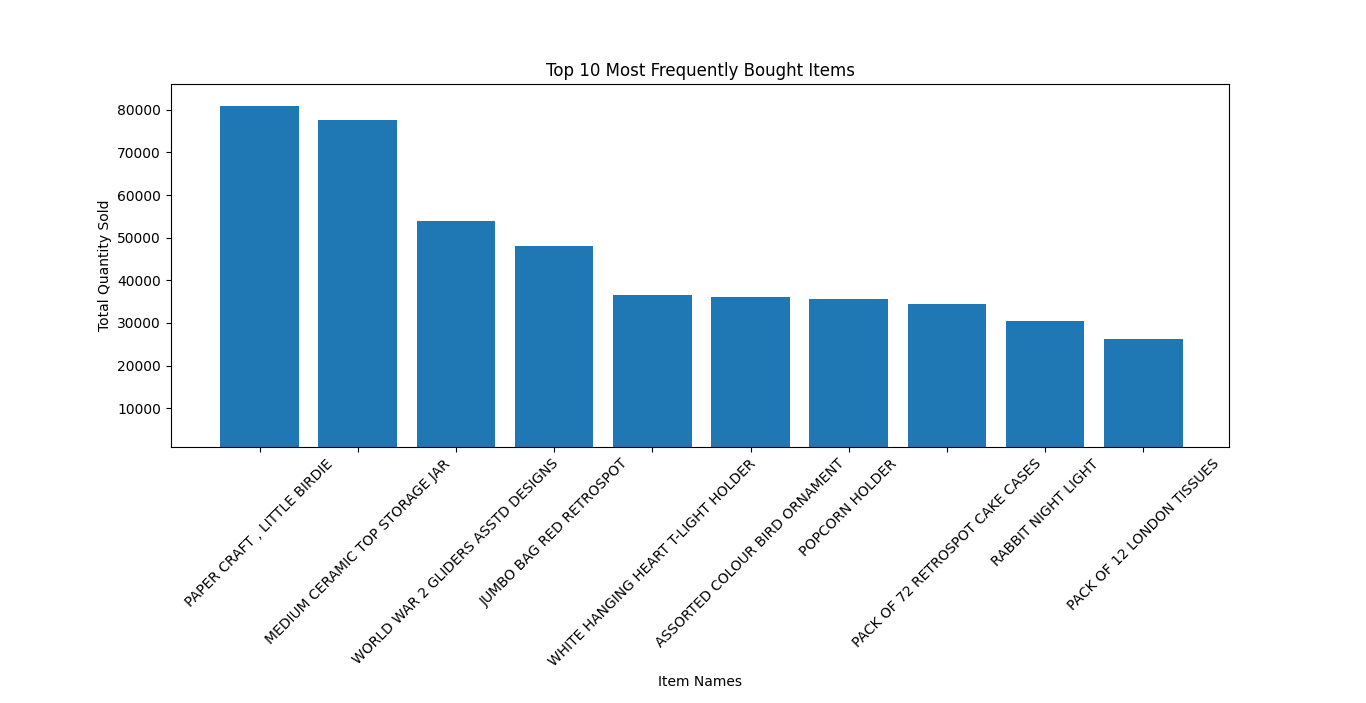 Top 10 Most Frequently Bought Items
Total Quantity Sold
80000
70000
60000
50000
40000
30000
20000
10000
PAPER CRAFT , LITTLE BIRDIE
MEDIUM CERAMIC TOP STORAGE JAR
WORLD WAR 2 GLIDERS ASSTD DESIGNS
JUMBO BAG RED RETROSPOT
WHITE HANGING HEART T-LIGHT HOLDER
ASSORTED COLOUR BIRD ORNAMENT
POPCORN HOLDER
PACK OF 72 RETROSPOT CAKE CASES
RABBIT NIGHT LIGHT
PACK OF 12 LONDON TISSUES
Item Names